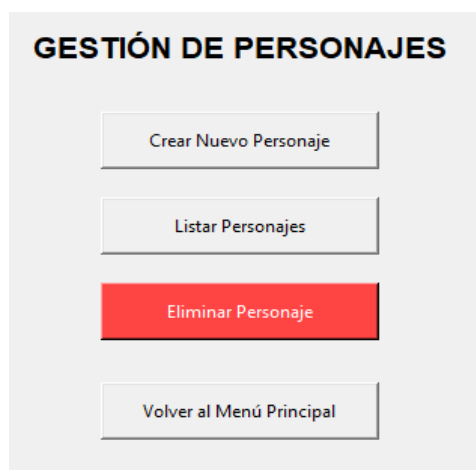 GESTIÓN DE PERSONAJES
Crear Nuevo Personaje
Listar Personajes
Eliminar Personaje
Volver al Menú Principal